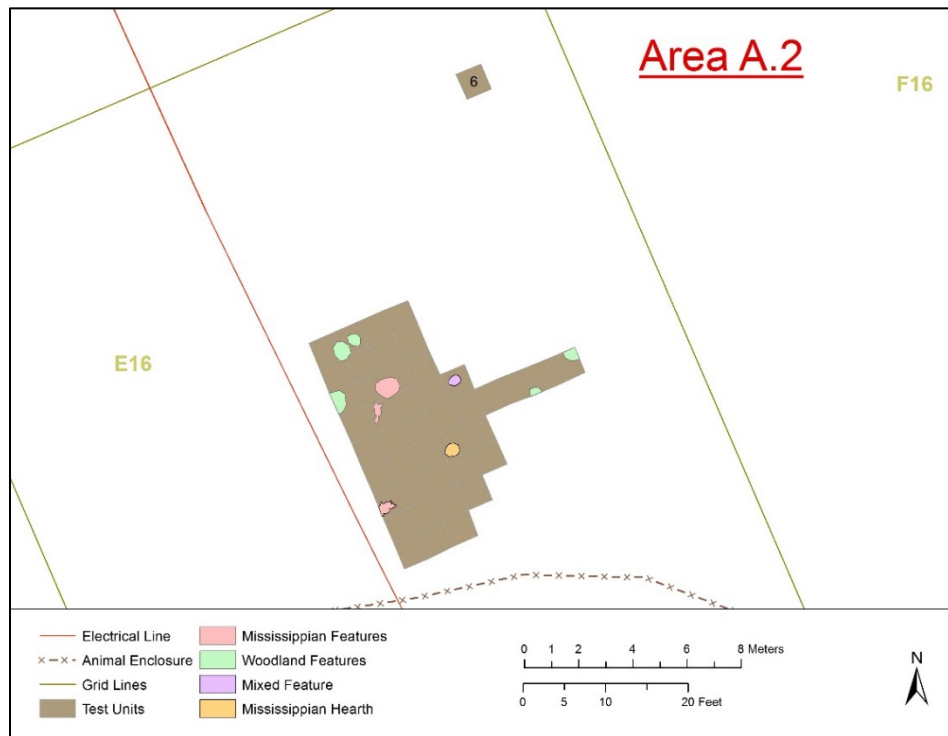 Area A.2
6
F16
E16
Electrical Line
Animal Enclosure
Grid Lines
Test Units
Mississippian Features
Woodland Features
Mixed Feature
Mississippian Hearth
0 1 2 4 6 8 Meters
0 5 10 20 Feet
N